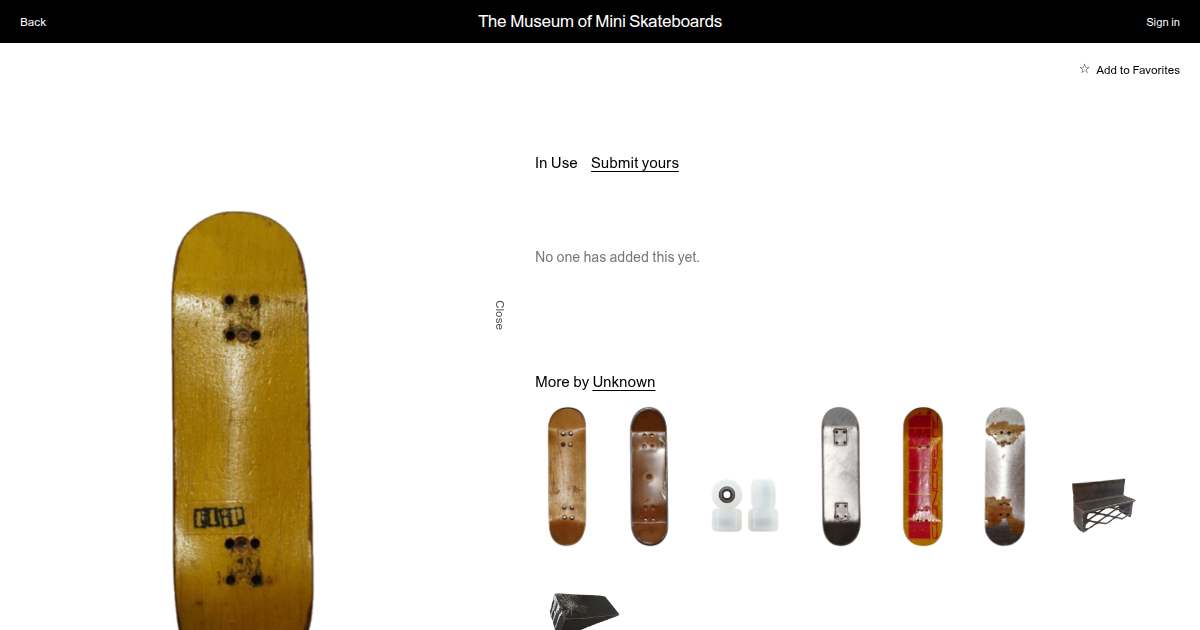 Back
The Museum of Mini Skateboards
Sign in
☆ Add to Favorites
In Use Submit yours
No one has added this yet.
Close
More by Unknown
FLIP